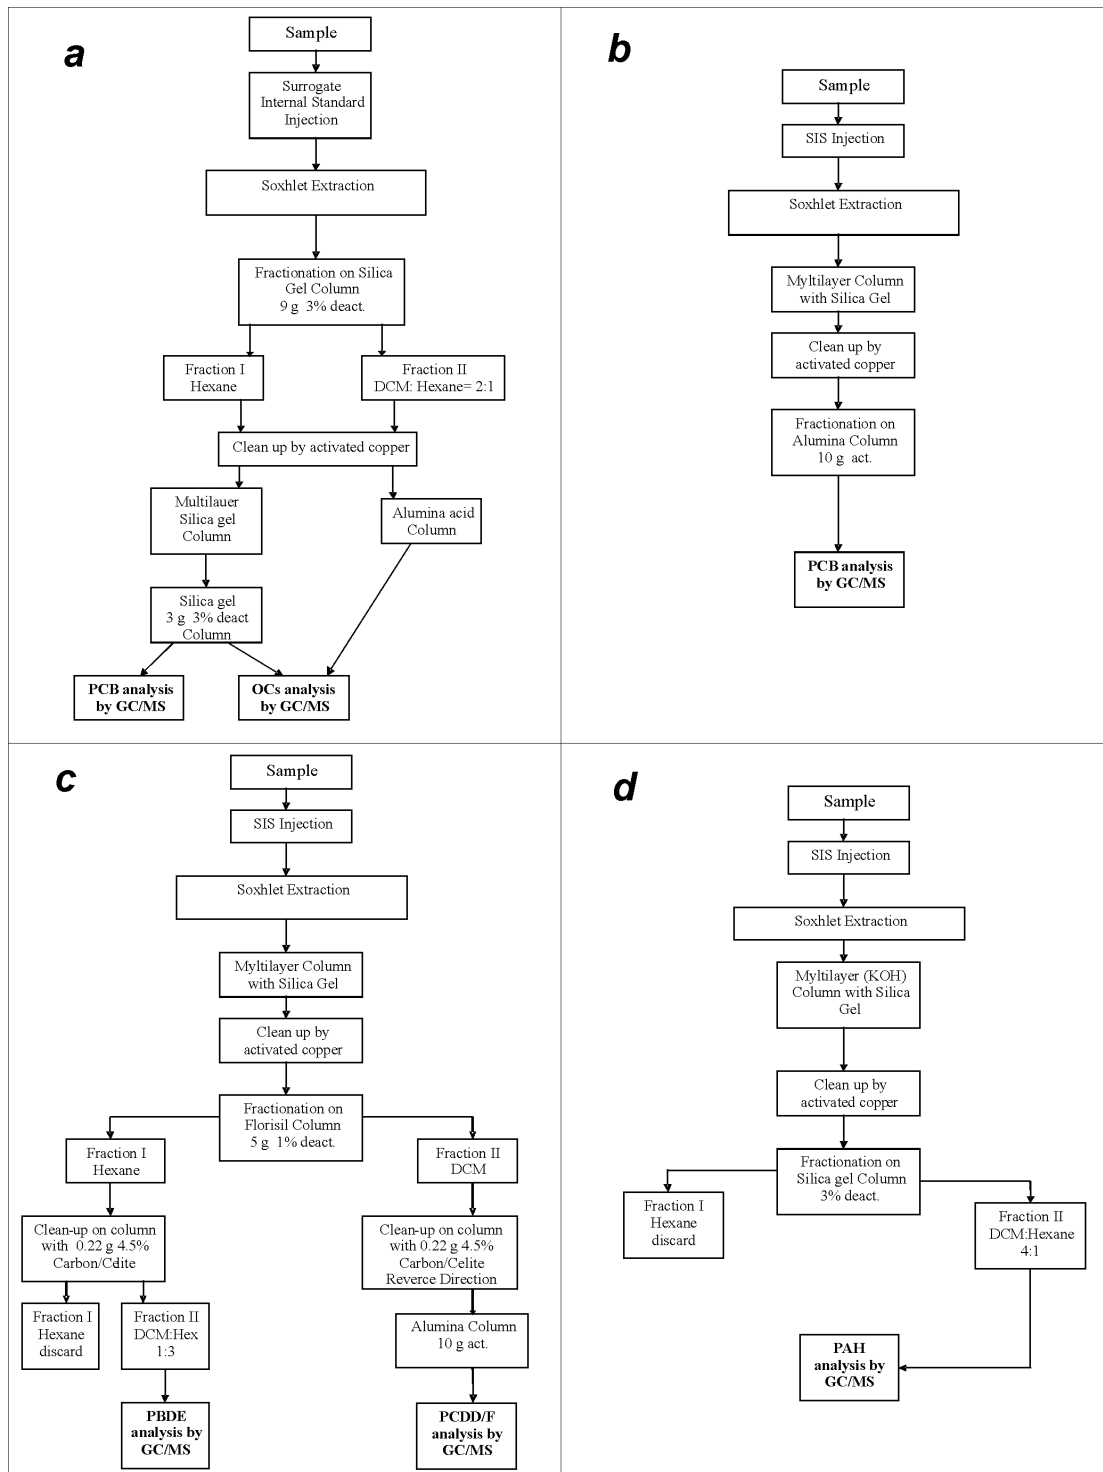 a
Sample
Surrogate
Internal Standard
Injection
Soxhlet Extraction
Fractionation on Silica
Gel Column
9 g 3% deact.
Fraction I
Hexane
Fraction II
DCM: Hexane= 2:1
Clean up by activated copper
Multilauer
Silica gel
Column
Alumina acid
Column
Silica gel
3 g 3% deact
Column
PCB analysis
by GC/MS
OCs analysis
by GC/MS
b
Sample
SIS Injection
Soxhlet Extraction
Myltilayer Column
with Silica Gel
Clean up by
activated copper
Fractionation on
Alumina Column
10 g act.
PCB analysis
by GC/MS
c
Sample
SIS Injection
Soxhlet Extraction
Myltilayer Column
with Silica Gel
Clean up by
activated copper
Fractionation on
Florisil Column
5 g 1% deact.
Fraction I
Hexane
Fraction II
DCM
Clean-up on column
with 0.22 g 4.5%
Carbon/Celite
Clean-up on column
with 0.22 g 4.5%
Carbon/Celite
Reverce Direction
Fraction I
Hexane
discard
Fraction II
DCM:Hex
1:3
Alumina Column
10 g act.
PBDE
analysis by
GC/MS
PCDD/F
analysis by
GC/MS
d
Sample
SIS Injection
Soxhlet Extraction
Myltilayer (KOH)
Column with Silica
Gel
Clean up by
activated copper
Fractionation on
Silica gel Column
3% deact.
Fraction I
Hexane
discard
Fraction II
DCM:Hexane
4:1
PAH
analysis by
GC/MS